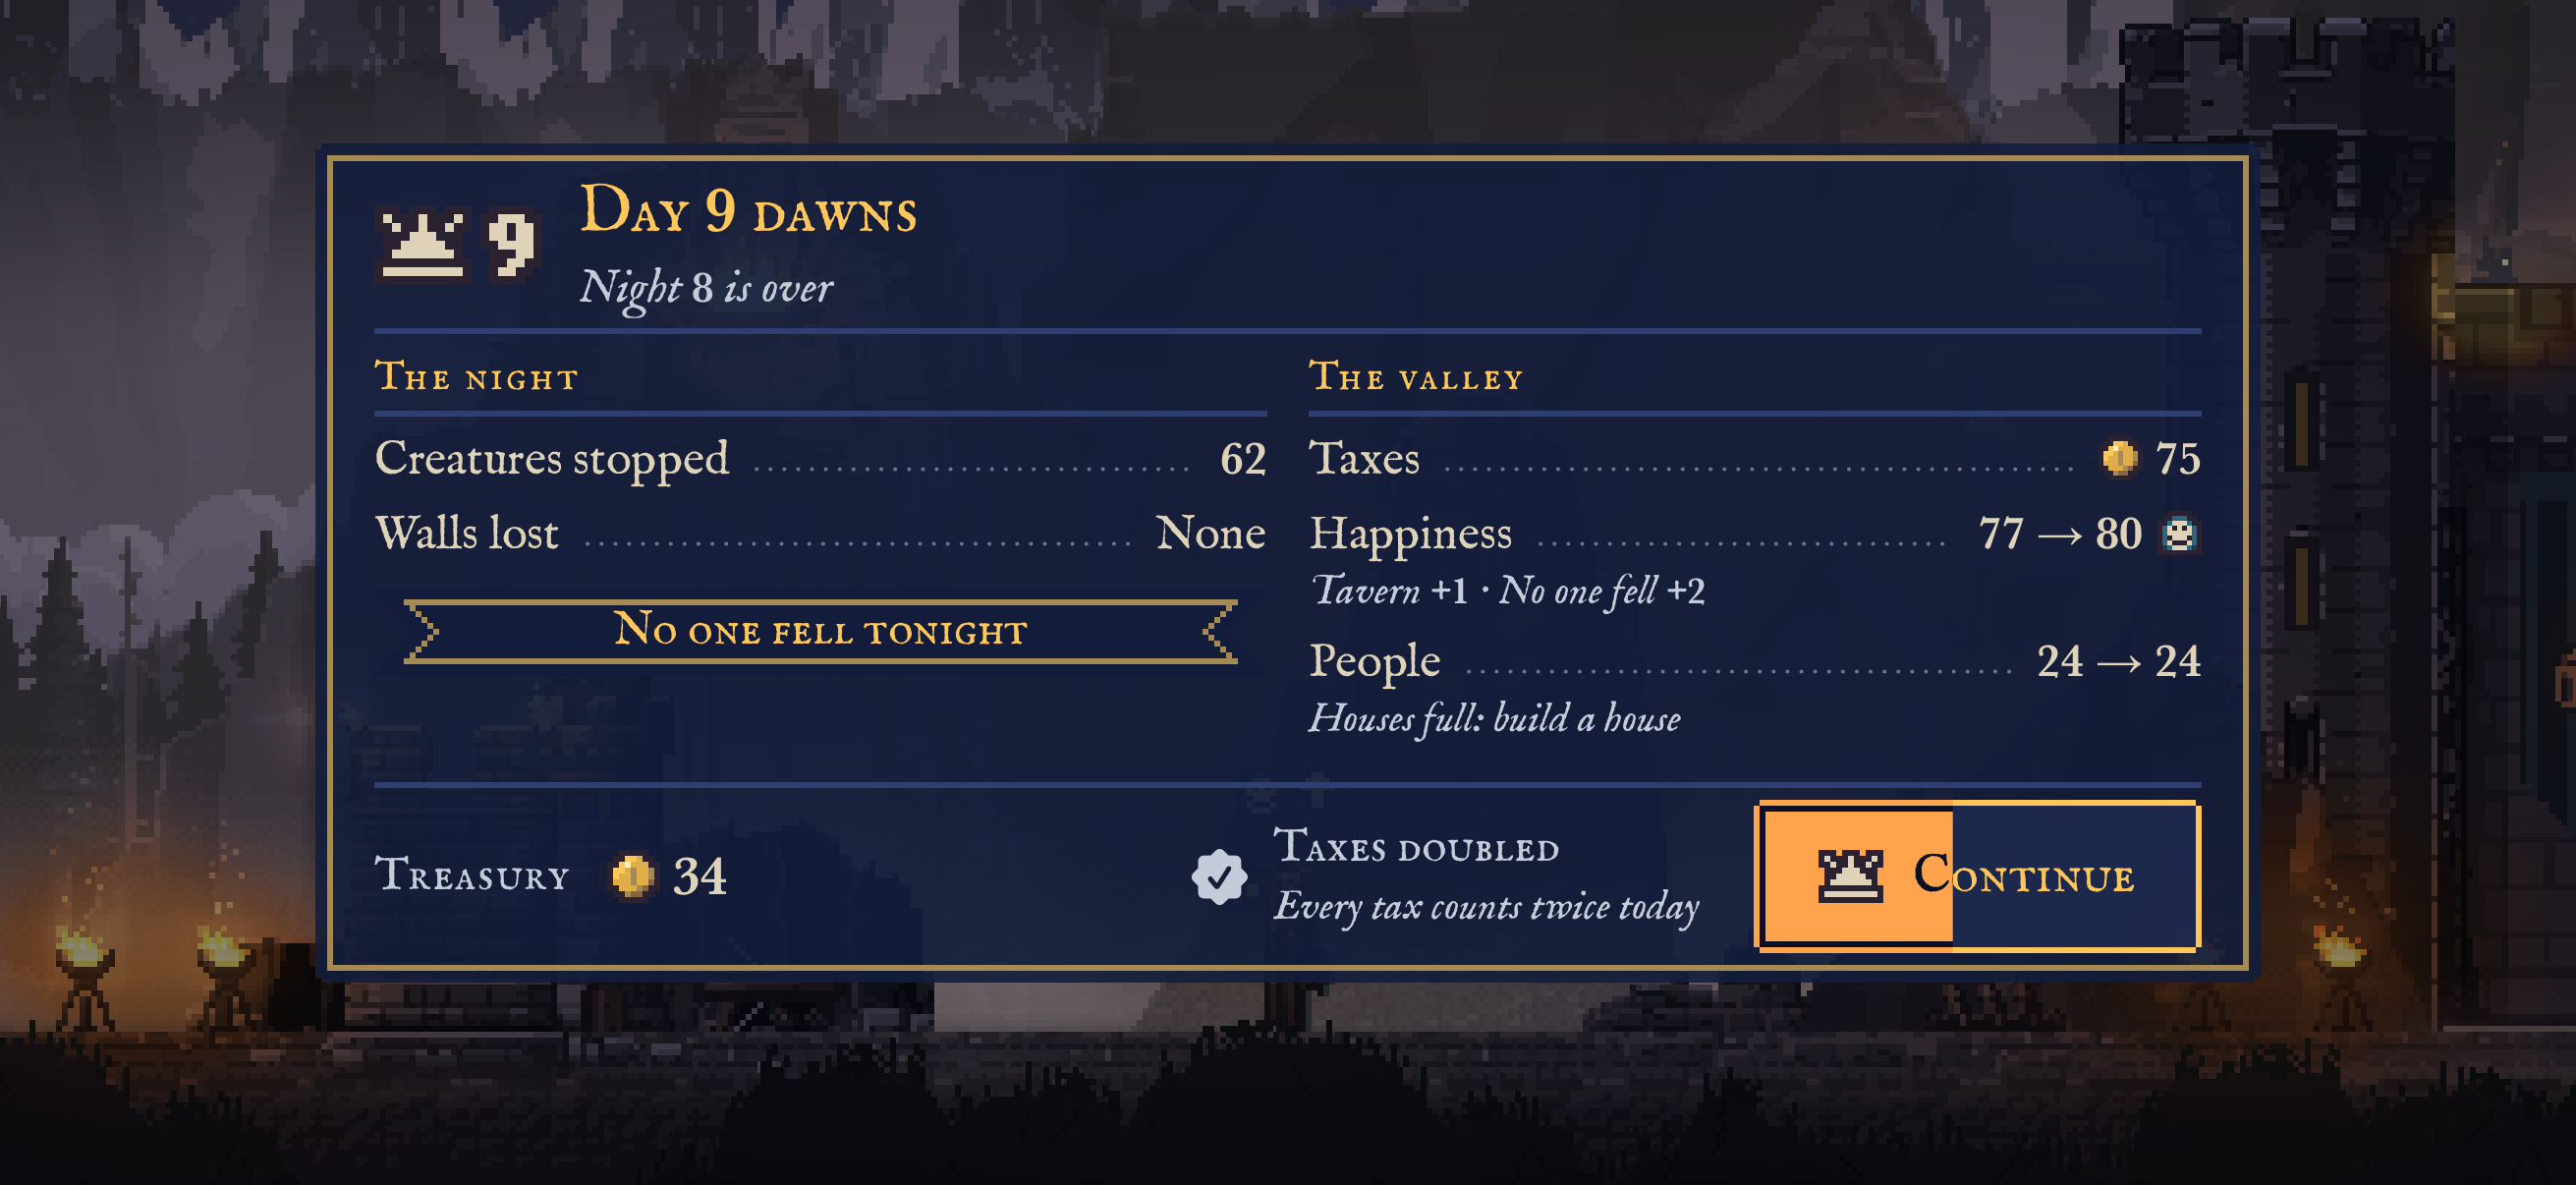 9
Day 9 dawns
Night 8 is over
The night
Creatures stopped 62
Walls lost None
No one fell tonight
The valley
Taxes 75
Happiness 77 → 80
Tavern +1 · No one fell +2
People 24 → 24
Houses full: build a house
Treasury 34
Taxes doubled
Every tax counts twice today
Continue